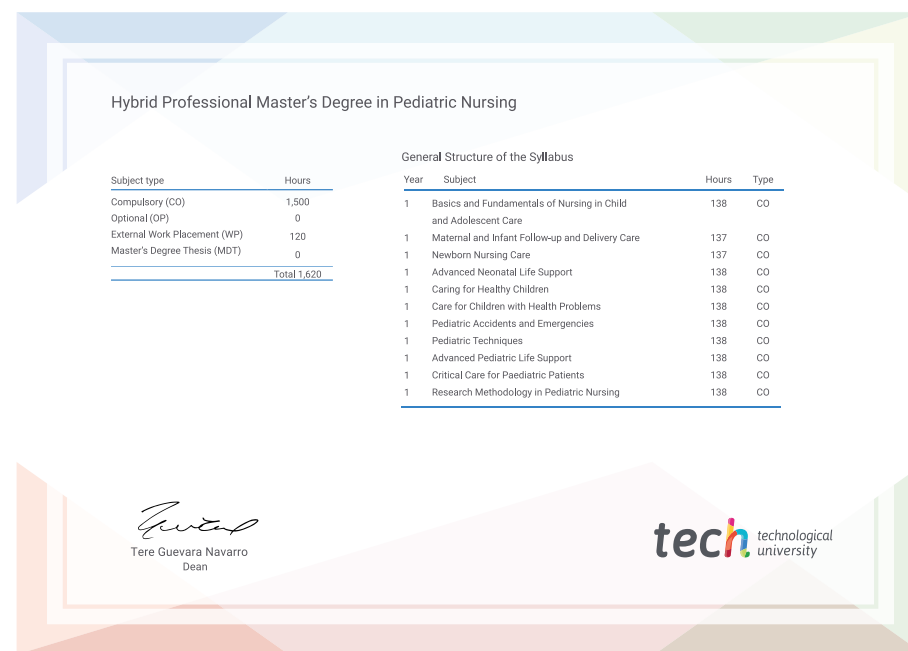 Hybrid Professional Master's Degree in Pediatric Nursing
Subject type Hours
Compulsory (CO) 1,500
Optional (OP) 0
External Work Placement (WP) 120
Master's Degree Thesis (MDT) 0
Total 1,620
General Structure of the Syllabus
Year Subject Hours Type
1 Basics and Fundamentals of Nursing in Child 138 CO
and Adolescent Care
1 Maternal and Infant Follow-up and Delivery Care 137 CO
1 Newborn Nursing Care 137 CO
1 Advanced Neonatal Life Support 138 CO
1 Caring for Healthy Children 138 CO
1 Care for Children with Health Problems 138 CO
1 Pediatric Accidents and Emergencies 138 CO
1 Pediatric Techniques 138 CO
1 Advanced Pediatric Life Support 138 CO
1 Critical Care for Paediatric Patients 138 CO
1 Research Methodology in Pediatric Nursing 138 CO
Tere Guevara Navarro
Dean
tech technological
university